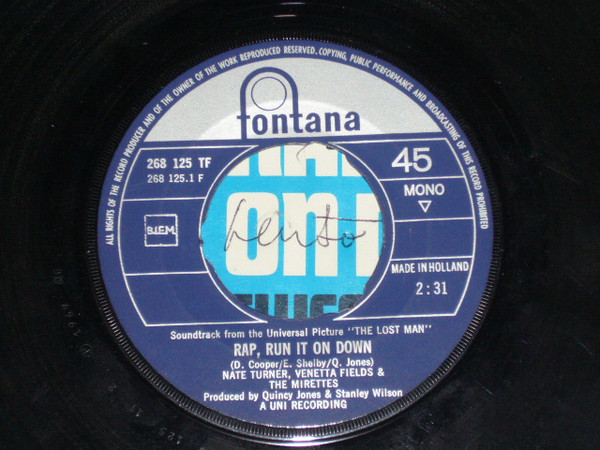 ALL RIGHTS OF THE RECORD PRODUCER AND OF THE OWNER OF THE WORK REPRODUCED RESERVED. COPYING, PUBLIC PERFORMANCE AND BROADCASTING OF THIS RECORD PROHIBITED
fontana
268 125 TF
268 125.1 F
45
MONO
B.I.E.M.
Lento
MADE IN HOLLAND
2:31
Soundtrack from the Universal Picture "THE LOST MAN"
RAP, RUN IT ON DOWN
(D. Cooper/E. Shelby/Q. Jones)
NATE TURNER, VENETTA FIELDS &
THE MIRETTES
Produced by Quincy Jones & Stanley Wilson
A UNI RECORDING